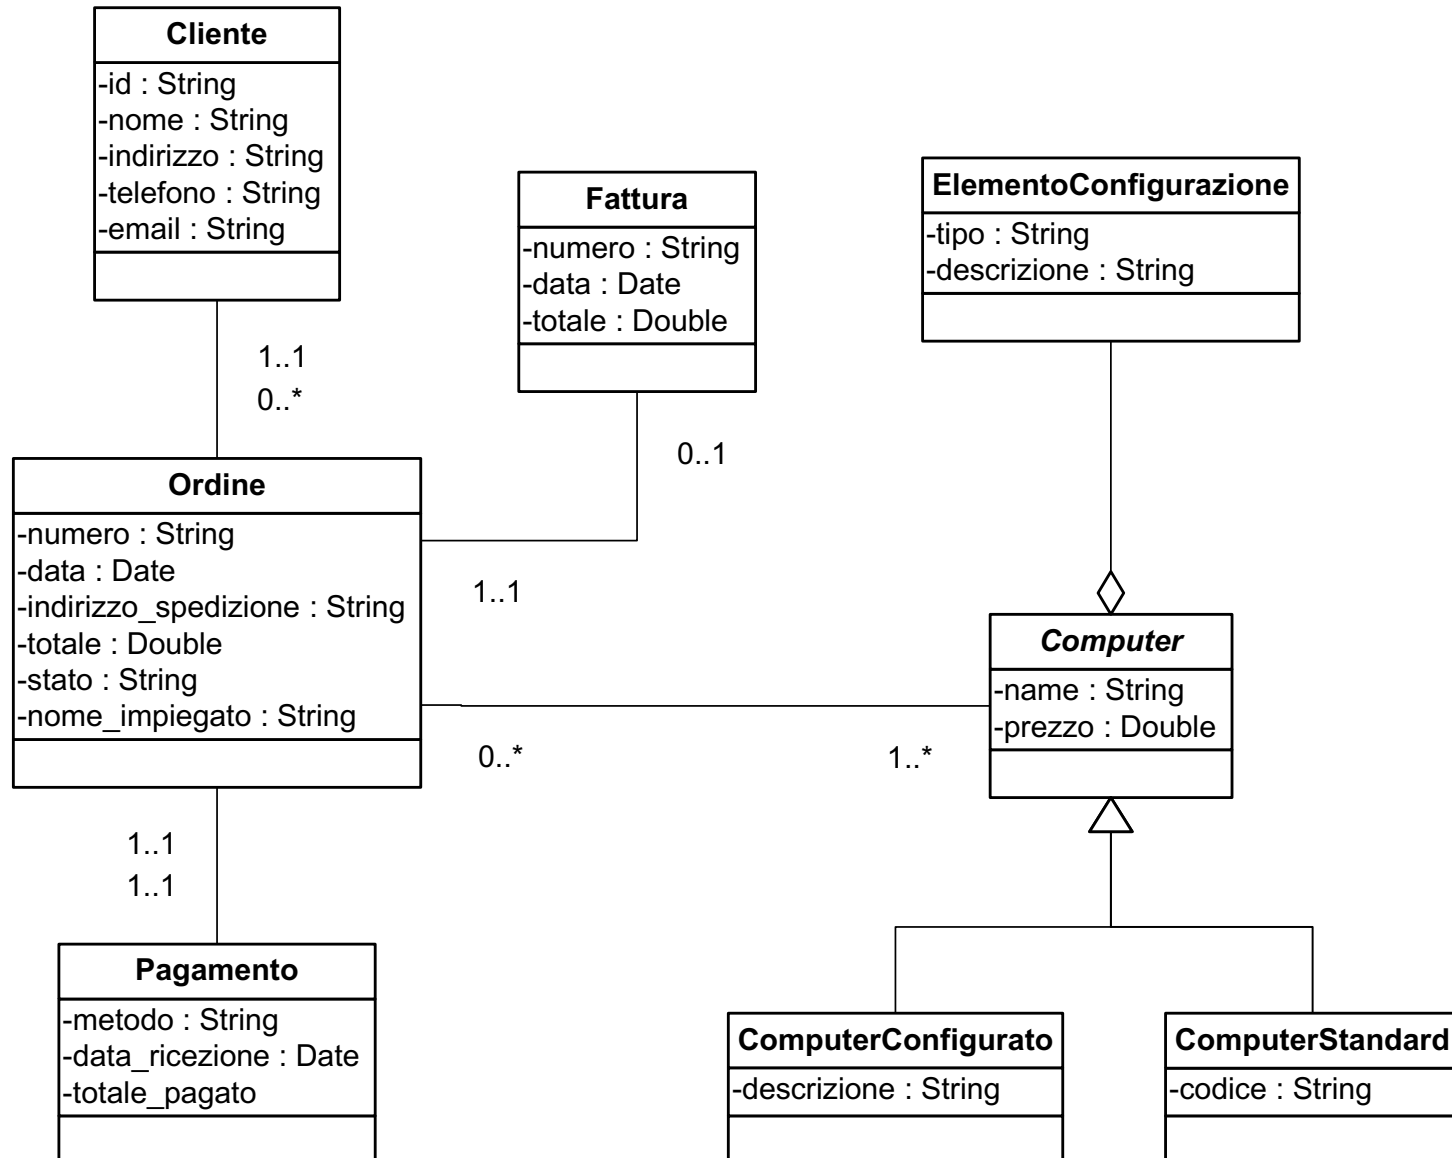 Cliente
-id : String
-nome : String
-indirizzo : String
-telefono : String
-email : String
Fattura
-numero : String
-data : Date
-totale : Double
ElementoConfigurazione
-tipo : String
-descrizione : String
1..1
0..*
0..1
Ordine
-numero : String
-data : Date
-indirizzo_spedizione : String
-totale : Double
-stato : String
-nome_impiegato : String
1..1
0..*
1..*
Computer
-name : String
-prezzo : Double
1..1
1..1
Pagamento
-metodo : String
-data_ricezione : Date
-totale_pagato
ComputerConfigurato
-descrizione : String
ComputerStandard
-codice : String